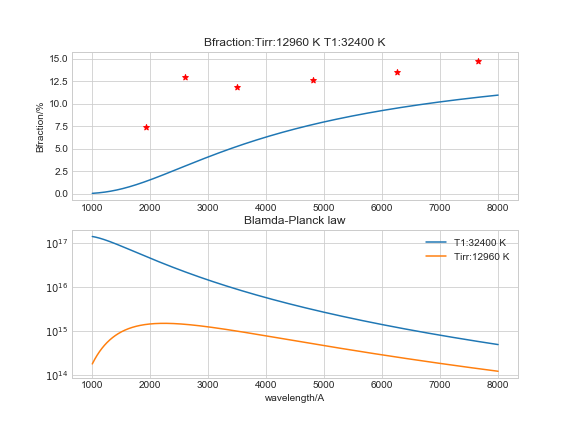 Bfraction:Tirr:12960 K T1:32400 K
Bfraction/%
15.0
12.5
10.0
7.5
5.0
2.5
0.0
1000 2000 3000 4000 5000 6000 7000 8000
Blamda-Planck law
10^17
10^16
10^15
10^14
T1:32400 K
Tirr:12960 K
1000 2000 3000 4000 5000 6000 7000 8000
wavelength/A